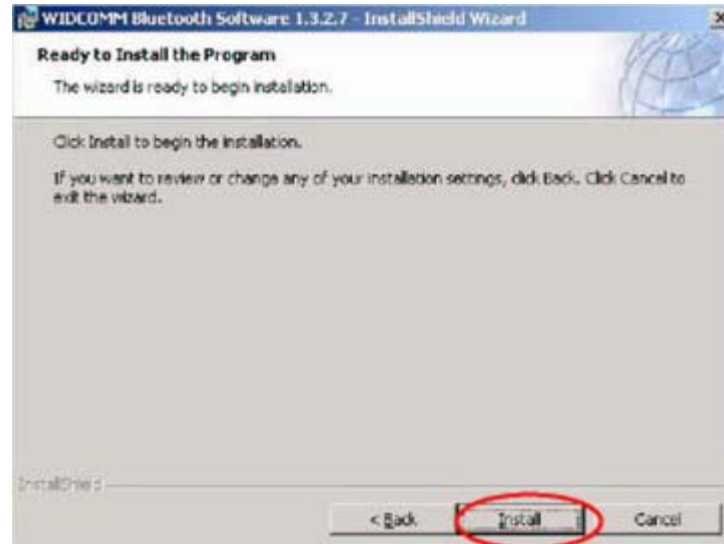 WIDCOMM Bluetooth Software 1.3.2.7 - InstallShield Wizard
Ready to Install the Program
The wizard is ready to begin installation.
Click Install to begin the installation.
If you want to review or change any of your installation settings, click Back. Click Cancel to
exit the wizard.
InstallShield
< Back
Install
Cancel